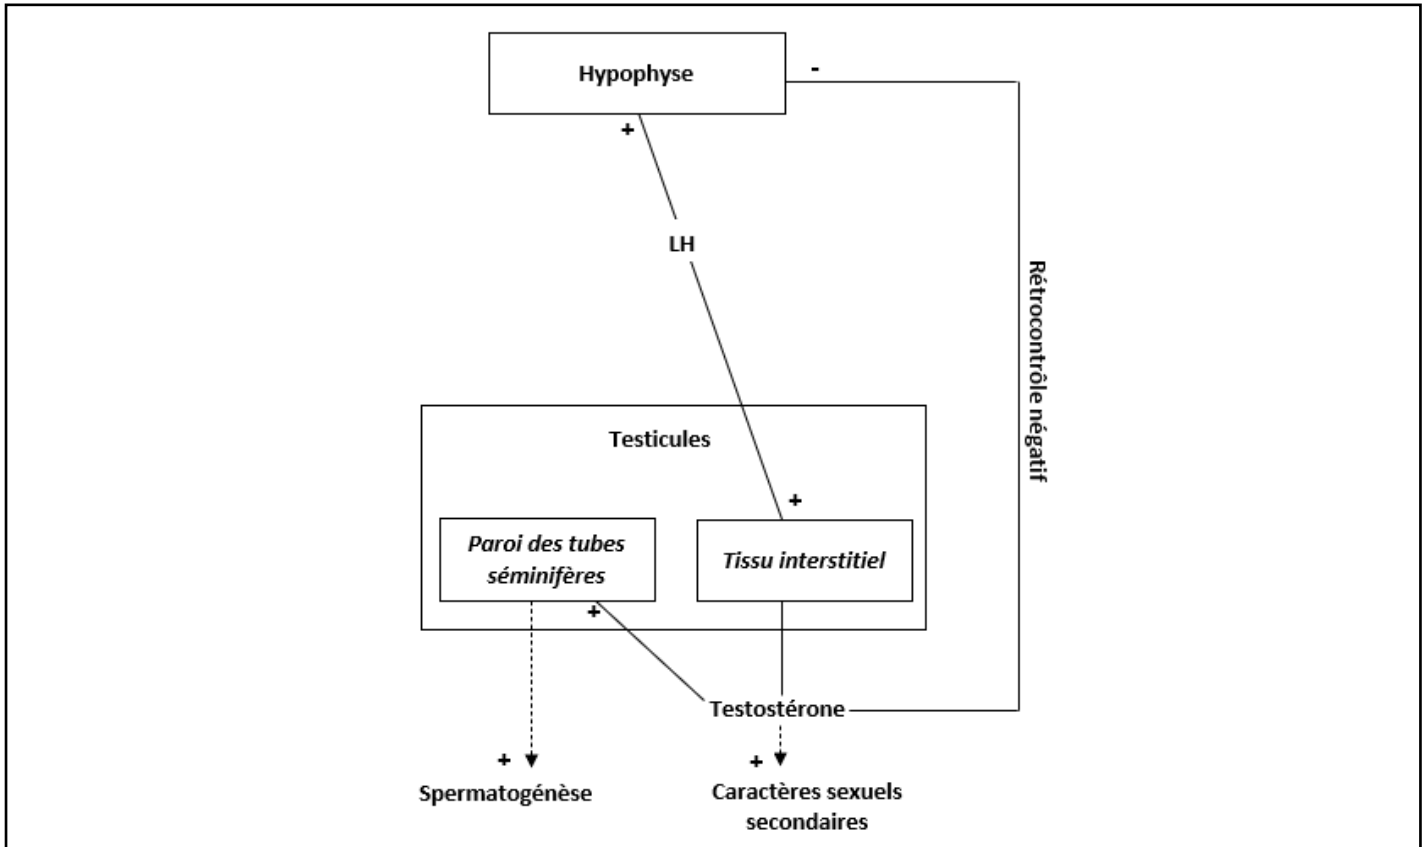 Hypophyse
-
+
LH
Rétrocontrôle négatif
Testicules
+
Paroi des tubes
séminifères
Tissu interstitiel
+
Testostérone
+
+
Spermatogénèse
Caractères sexuels
secondaires